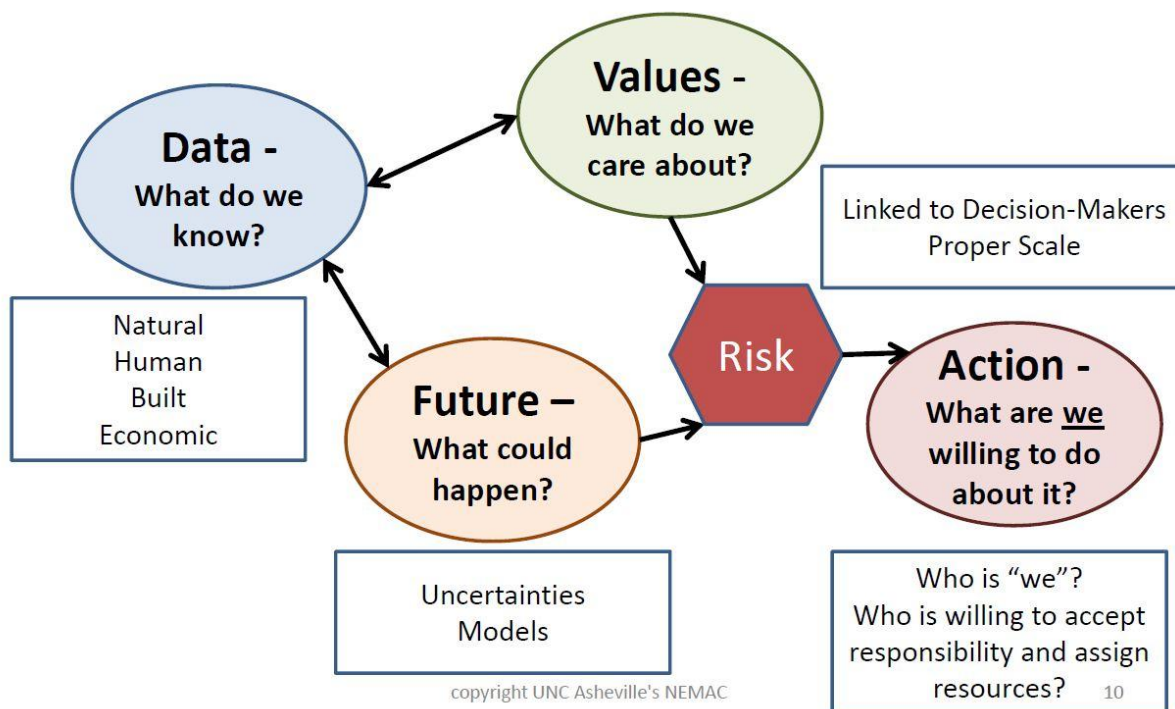 Values -
What do we
care about?
Data -
What do we
know?
Linked to Decision-Makers
Proper Scale
Natural
Human
Built
Economic
Risk
Future –
What could
happen?
Action -
What are we
willing to do
about it?
Uncertainties
Models
Who is “we”?
Who is willing to accept
responsibility and assign
resources?
copyright UNC Asheville's NEMAC
10